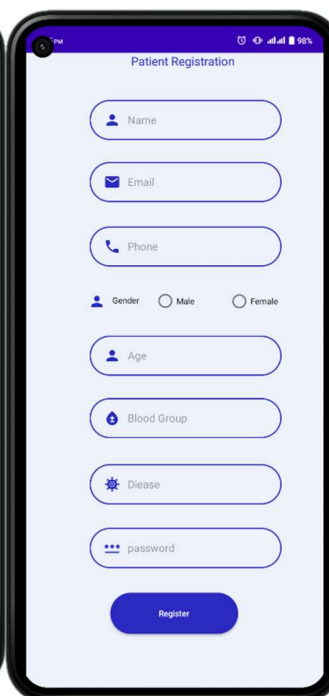 PM
98%
Patient Registration
Name
Email
Phone
Gender Male Female
Age
Blood Group
Diease
password
Register